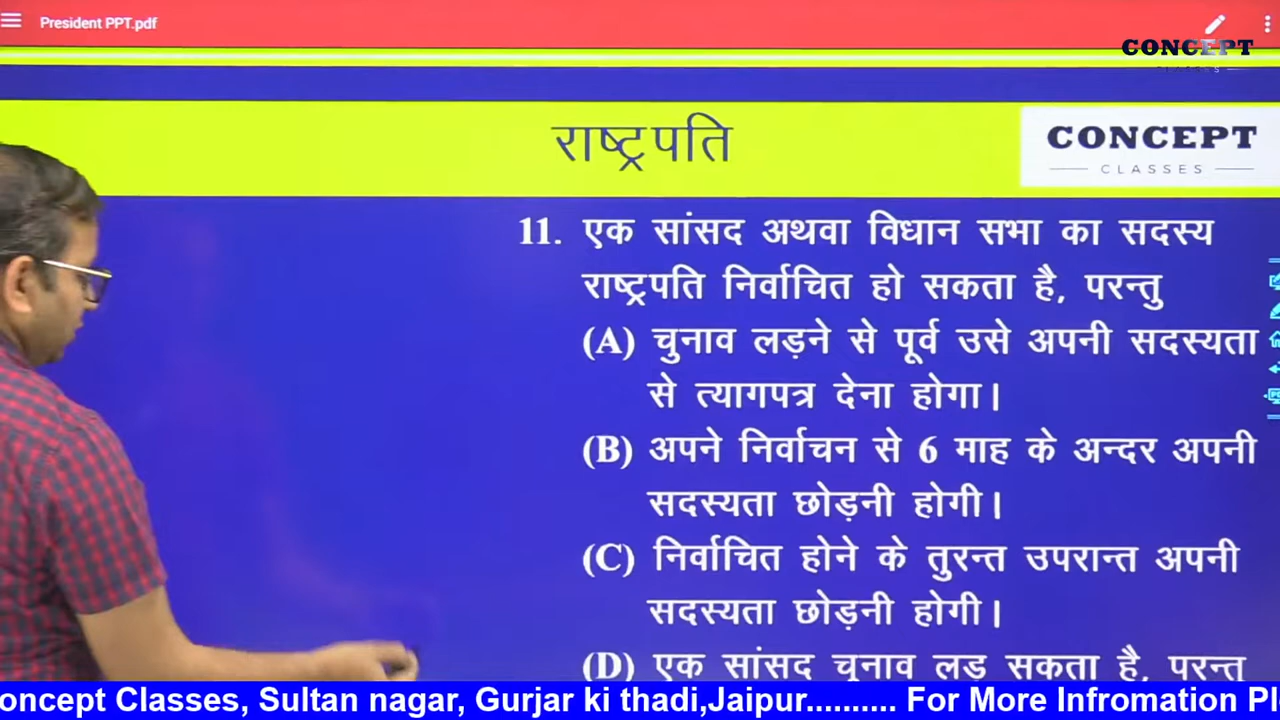 President PPT.pdf
CONCEPT
राष्ट्रपति
CONCEPT
CLASSES
11. एक सांसद अथवा विधान सभा का सदस्य
राष्ट्रपति निर्वाचित हो सकता है, परन्तु
(A) चुनाव लड़ने से पूर्व उसे अपनी सदस्यता
से त्यागपत्र देना होगा।
(B) अपने निर्वाचन से 6 माह के अन्दर अपनी
सदस्यता छोड़नी होगी।
(C) निर्वाचित होने के तुरन्त उपरान्त अपनी
सदस्यता छोड़नी होगी।
(D) एक सांसद चुनाव लड़ सकता है, परन्तु
oncept Classes, Sultan nagar, Gurjar ki thadi,Jaipur.......... For More Infromation Pl